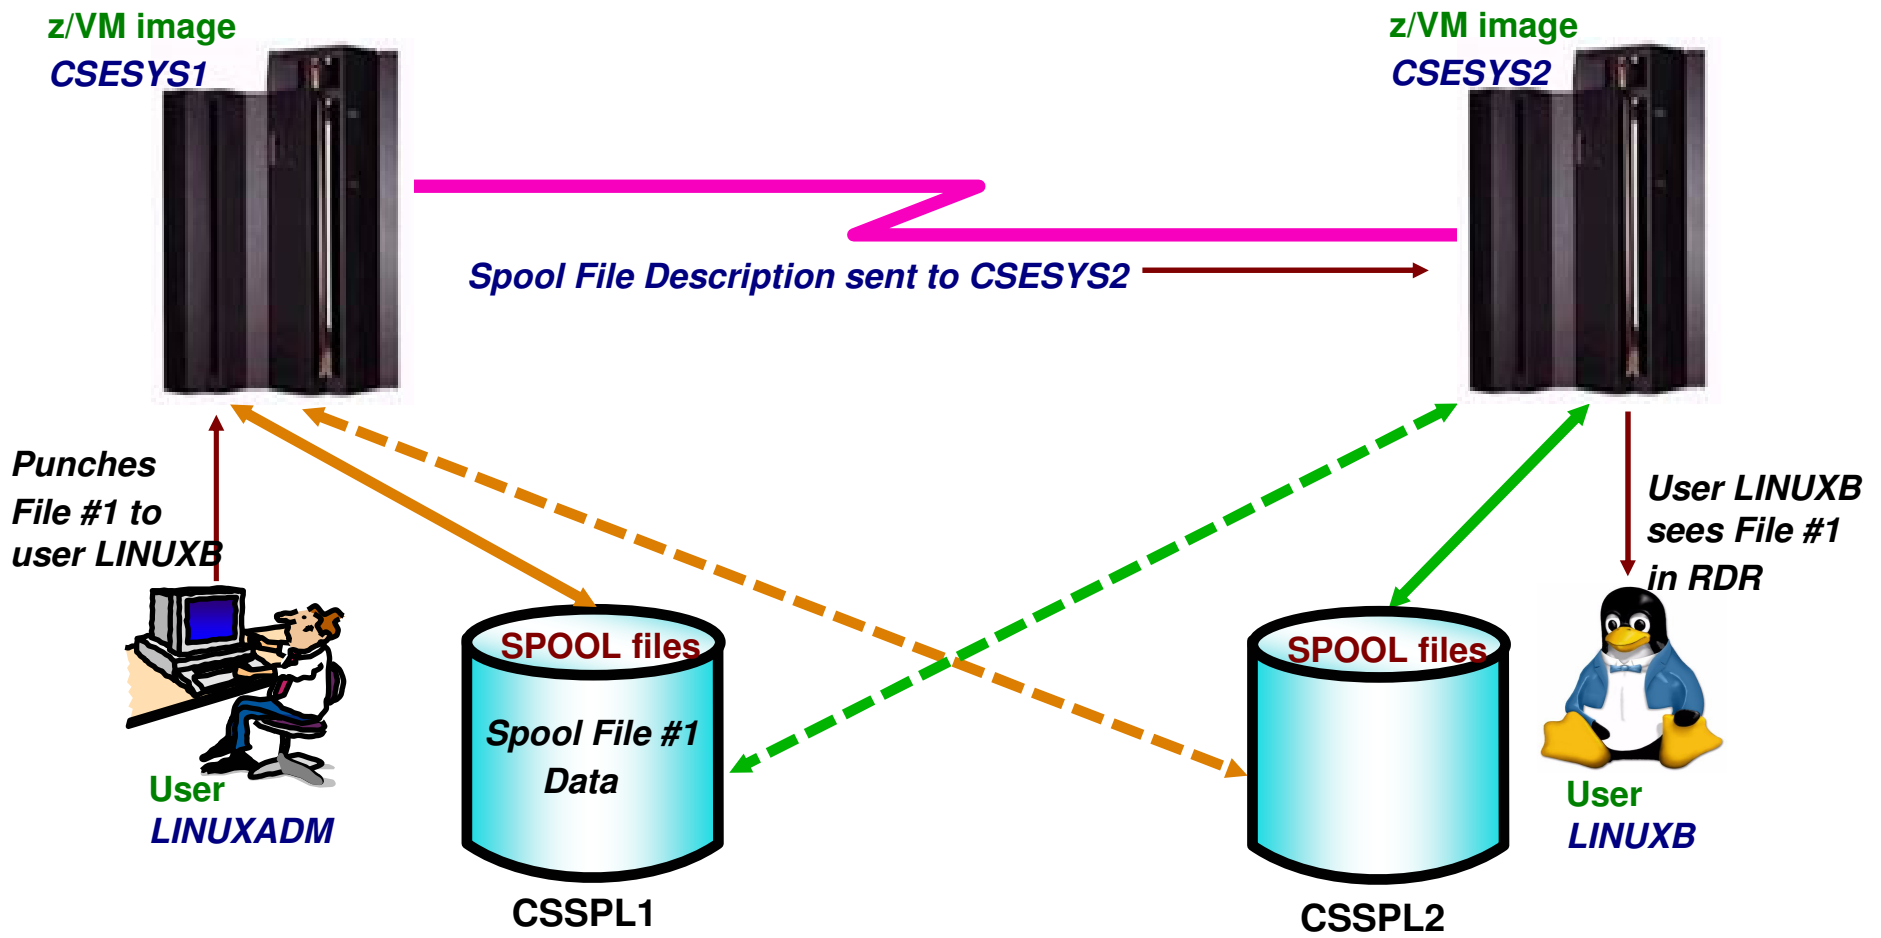 z/VM image
CSESYS1
z/VM image
CSESYS2
Spool File Description sent to CSESYS2
Punches
File #1 to
user LINUXB
User LINUXB
sees File #1
in RDR
SPOOL files
SPOOL files
Spool File #1
Data
User
LINUXADM
User
LINUXB
CSSPL1
CSSPL2